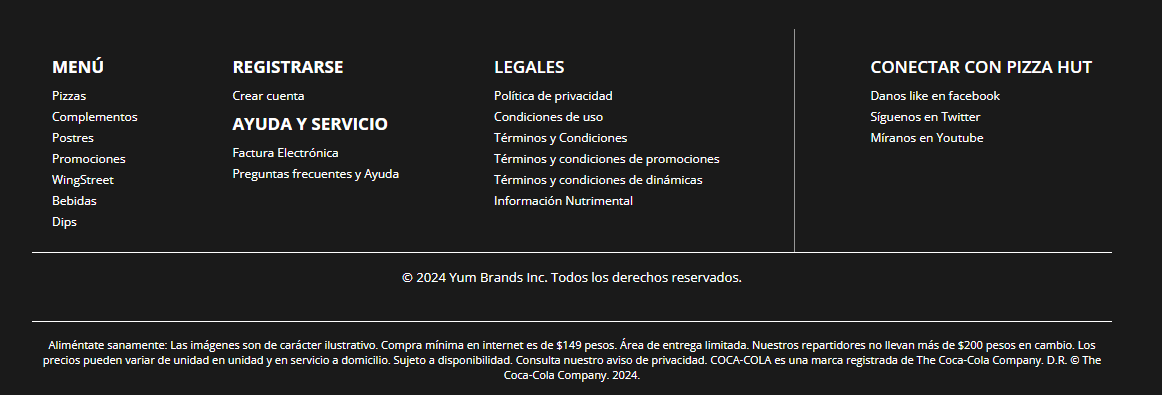 MENÚ
Pizzas
Complementos
Postres
Promociones
WingStreet
Bebidas
Dips
REGISTRARSE
Crear cuenta
AYUDA Y SERVICIO
Factura Electrónica
Preguntas frecuentes y Ayuda
LEGALES
Política de privacidad
Condiciones de uso
Términos y Condiciones
Términos y condiciones de promociones
Términos y condiciones de dinámicas
Información Nutrimental
CONECTAR CON PIZZA HUT
Danos like en facebook
Síguenos en Twitter
Míranos en Youtube
© 2024 Yum Brands Inc. Todos los derechos reservados.
Aliméntate sanamente: Las imágenes son de carácter ilustrativo. Compra mínima en internet es de $149 pesos. Área de entrega limitada. Nuestros repartidores no llevan más de $200 pesos en cambio. Los
precios pueden variar de unidad en unidad y en servicio a domicilio. Sujeto a disponibilidad. Consulta nuestro aviso de privacidad. COCA-COLA es una marca registrada de The Coca-Cola Company. D.R. © The
Coca-Cola Company. 2024.